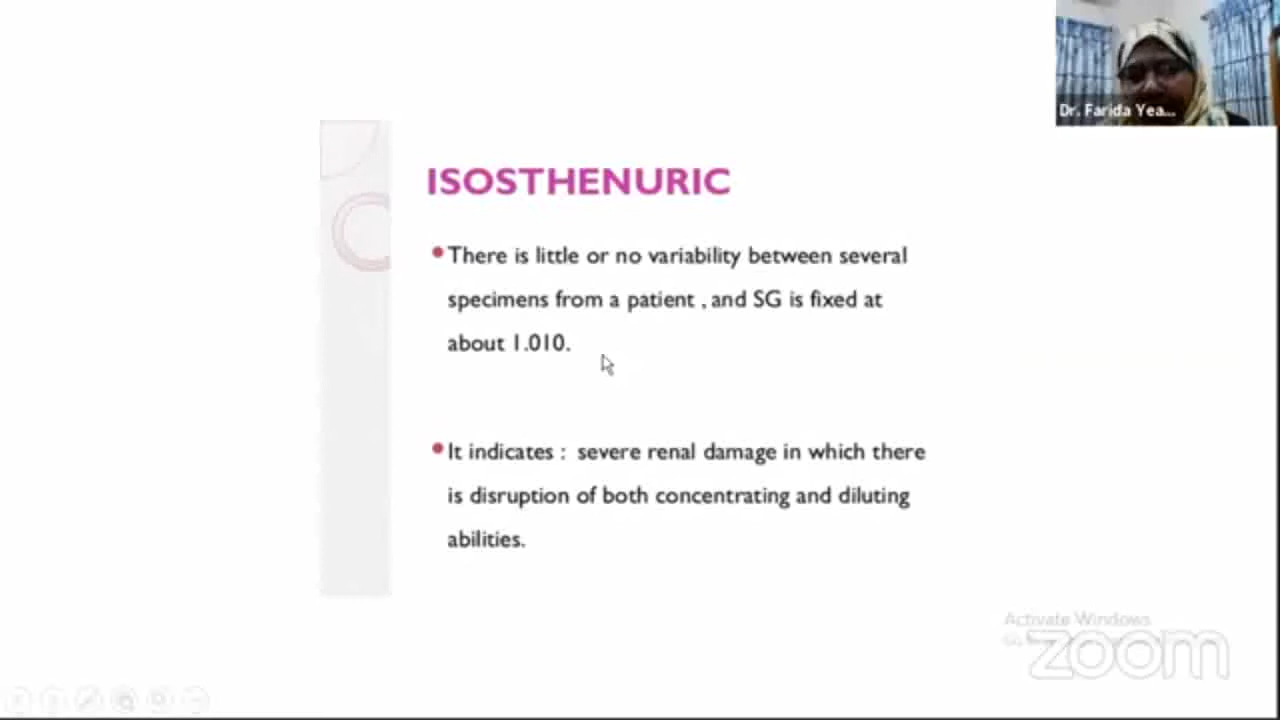 Dr. Farida Yea...
ISOSTHENURIC
There is little or no variability between several
specimens from a patient , and SG is fixed at
about 1.010.
It indicates : severe renal damage in which there
is disruption of both concentrating and diluting
abilities.
Activate Windows
zoom